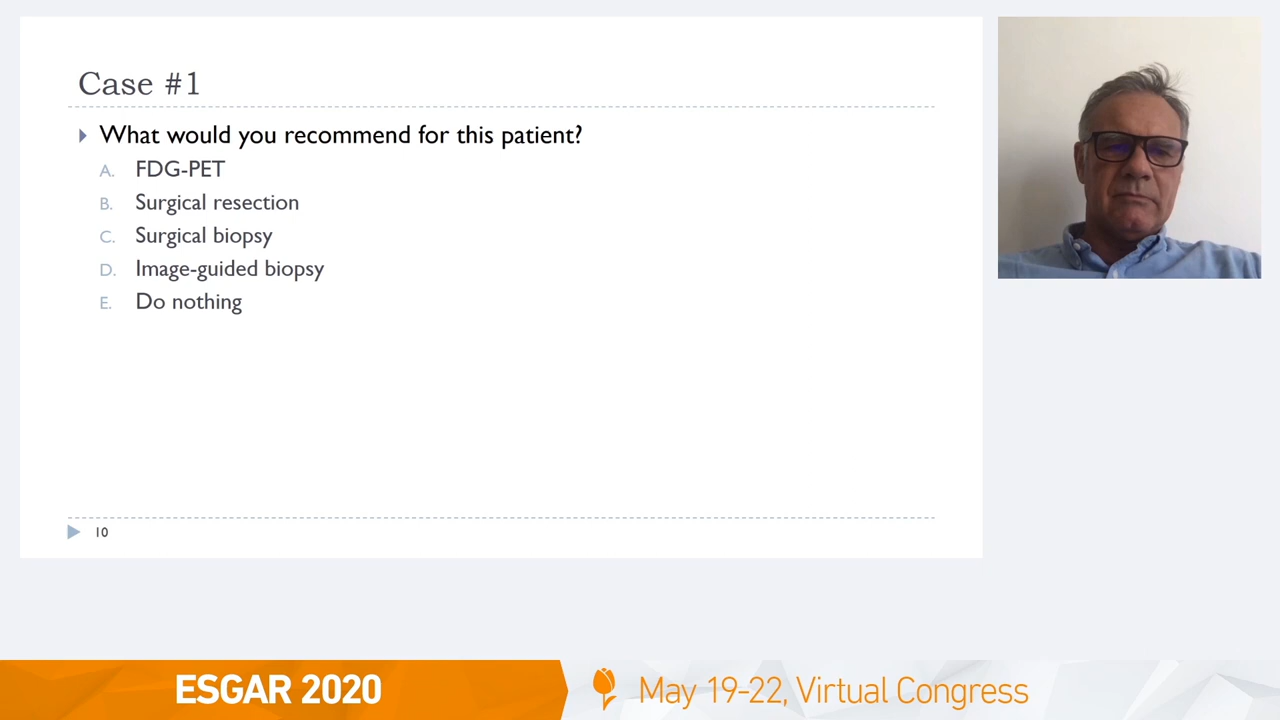 Case #1
What would you recommend for this patient?
A. FDG-PET
B. Surgical resection
C. Surgical biopsy
D. Image-guided biopsy
E. Do nothing
10
ESGAR 2020
May 19-22, Virtual Congress